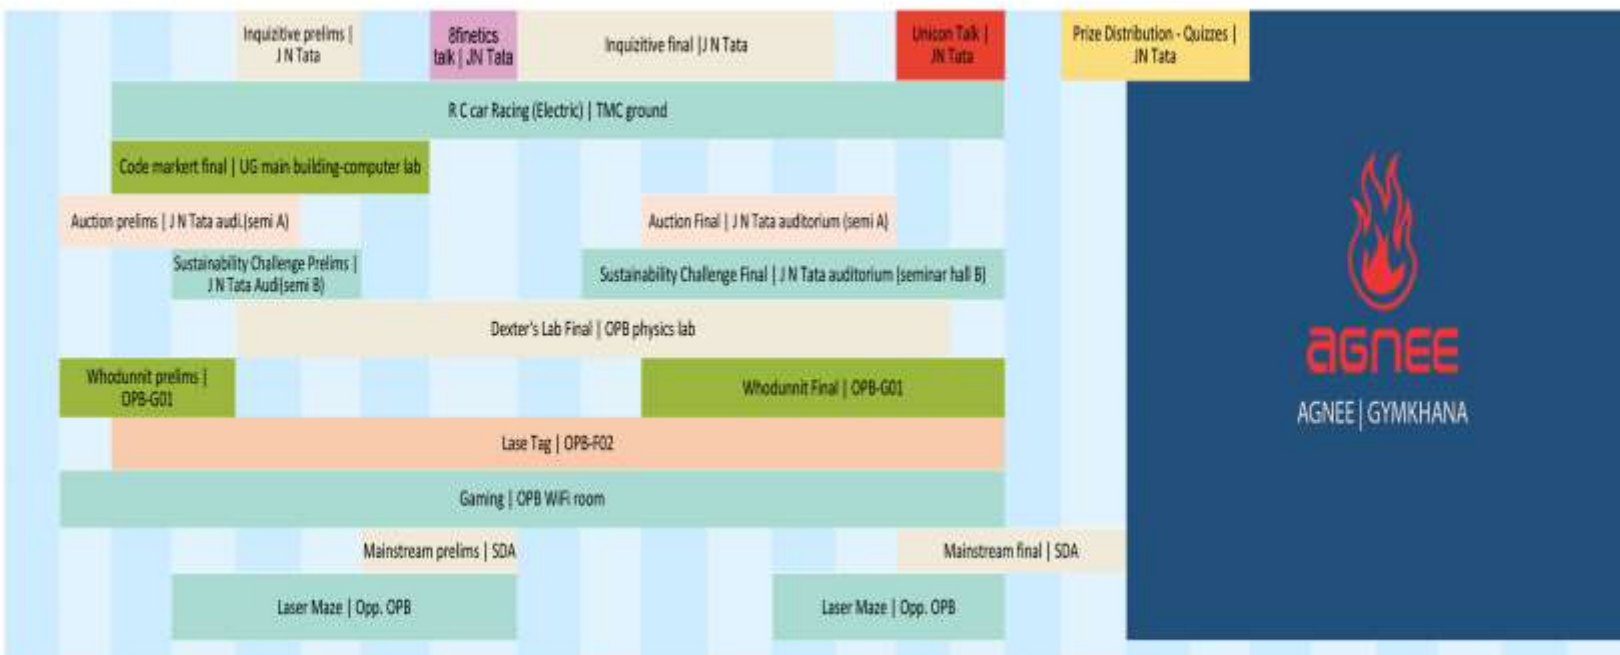 Inquizitive prelims |
J N Tata
8finetics
talk | JN Tata
Inquizitive final |J N Tata
Unicon Talk |
JN Tata
Prize Distribution - Quizzes |
JN Tata
R C car Racing (Electric) | TMC ground
Code markert final | UG main building-computer lab
Auction prelims | J N Tata audi.(semi A)
Auction Final | J N Tata auditorium (semi A)
Sustainability Challenge Prelims |
J N Tata Audi(semi B)
Sustainability Challenge Final | J N Tata auditorium (seminar hall B)
Dexter's Lab Final | OPB physics lab
Whodunnit prelims |
OPB-G01
Whodunnit Final | OPB-G01
Lase Tag | OPB-F02
Gaming | OPB WiFi room
Mainstream prelims | SDA
Mainstream final | SDA
Laser Maze | Opp. OPB
Laser Maze | Opp. OPB
AGNEE
AGNEE | GYMKHANA